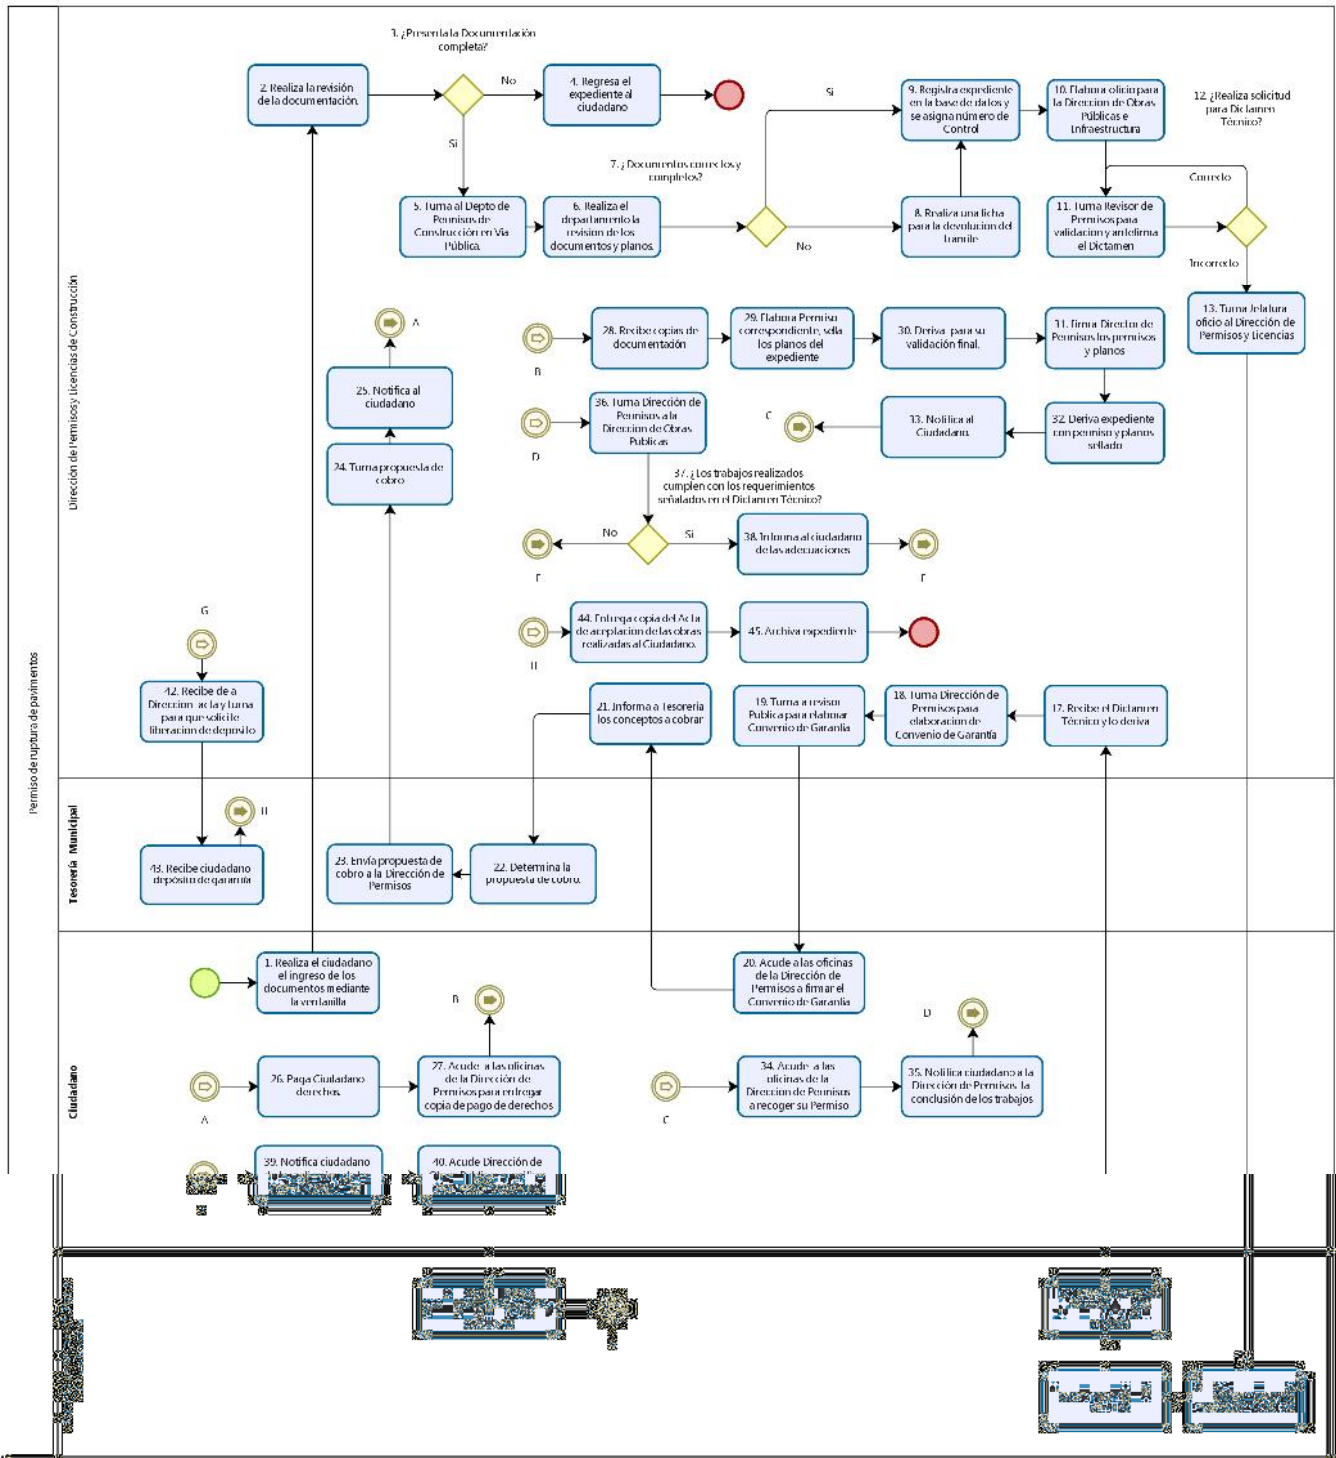 Permiso de ruptura de pavimentos
Dirección de Permisos y Licencias de Construcción
3. ¿Presenta la Documentación
completa?
2. Realiza la revisión
de la documentación.
No
4. Regresa el
expediente al
ciudadano
Si
5. Turna al Depto de
Permisos de
Construcción en Via
Pública.
6. Realiza el
departamento la
revision de los
documentos y planos.
7. ¿Documentos correctos y
completos?
Si
No
8. Realiza una ficha
para la devolucion del
tramite
9. Registra expediente
en la base de datos y
se asigna número de
Control
10. Elabora oficio para
la Direccion de Obras
Públicas e
Infraestructura
12. ¿Realiza solicitud
para Dictamen
Técnico?
Correcto
11. Turna Revisor de
Permisos para
validacion y antefirma
el Dictamen
Incorrecto
13. Turna Jefatura
oficio al Dirección de
Permisos y Licencias
A
25. Notifica al
ciudadano
24. Turna propuesta de
cobro
B
28. Recibe copias de
documentación
29. Elabora Permiso
correspondiente, sella
los planos del
expediente
30. Deriva para su
validación final.
31. Firma Director de
Permisos los permisos
y planos
D
36. Turna Dirección de
Permisos a la
Direccion de Obras
Publicas
C
33. Notifica al
Ciudadano.
32. Deriva expediente
con permiso y planos
sellado
37. ¿Los trabajos realizados
cumplen con los requerimientos
señalados en el Dictamen Técnico?
No
Si
38. Informa al ciudadano
de las adecuaciones
G
H
44. Entrega copia del Acta
de aceptacion de las obras
realizadas al Ciudadano.
45. Archiva expediente
42. Recibe de a
Direccion acta y turna
para que solicite
liberacion de deposito
21. Informa a Tesorería
los conceptos a cobrar
19. Turna a revisor
Publica para elaborar
Convenio de Garantía
18. Turna Dirección de
Permisos para
elaboracion de
Convenio de Garantía
17. Recibe el Dictamen
Técnico y lo deriva
Tesorería Municipal
H
43. Recibe ciudadano
depósito de garantía
23. Envía propuesta de
cobro a la Dirección de
Permisos
22. Determina la
propuesta de cobro.
Ciudadano
1. Realiza el ciudadano
el ingreso de los
documentos mediante
la ventanilla
20. Acude a las oficinas
de la Dirección de
Permisos a firmar el
Convenio de Garantía
B
D
A
26. Paga Ciudadano
derechos.
27. Acude a las oficinas
de la Dirección de
Permisos para entregar
copia de pago de derechos
C
34. Acude a las
oficinas de la
Direccion de Permisos
a recoger su Permiso
35. Notifica ciudadano a la
Dirección de Permisos la
conclusión de los trabajos
39. Notifica ciudadano
40. Acude Dirección de